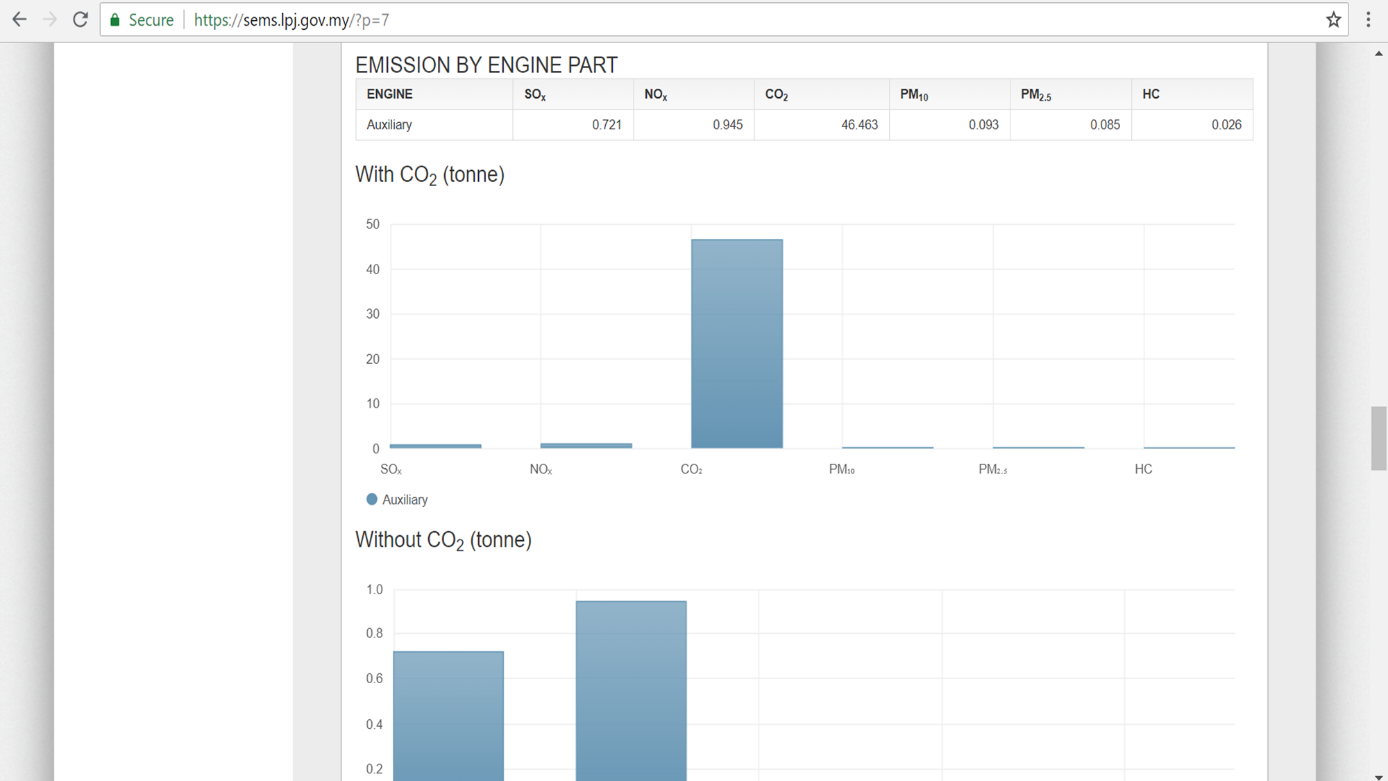 Secure https://sems.lpj.gov.my/?p=7
EMISSION BY ENGINE PART
ENGINE SOₓ NOₓ CO₂ PM₁₀ PM₂.₅ HC
Auxiliary 0.721 0.945 46.463 0.093 0.085 0.026
With CO₂ (tonne)
50
40
30
20
10
0
SOₓ NOₓ CO₂ PM₁₀ PM₂.₅ HC
Auxiliary
Without CO₂ (tonne)
1.0
0.8
0.6
0.4
0.2